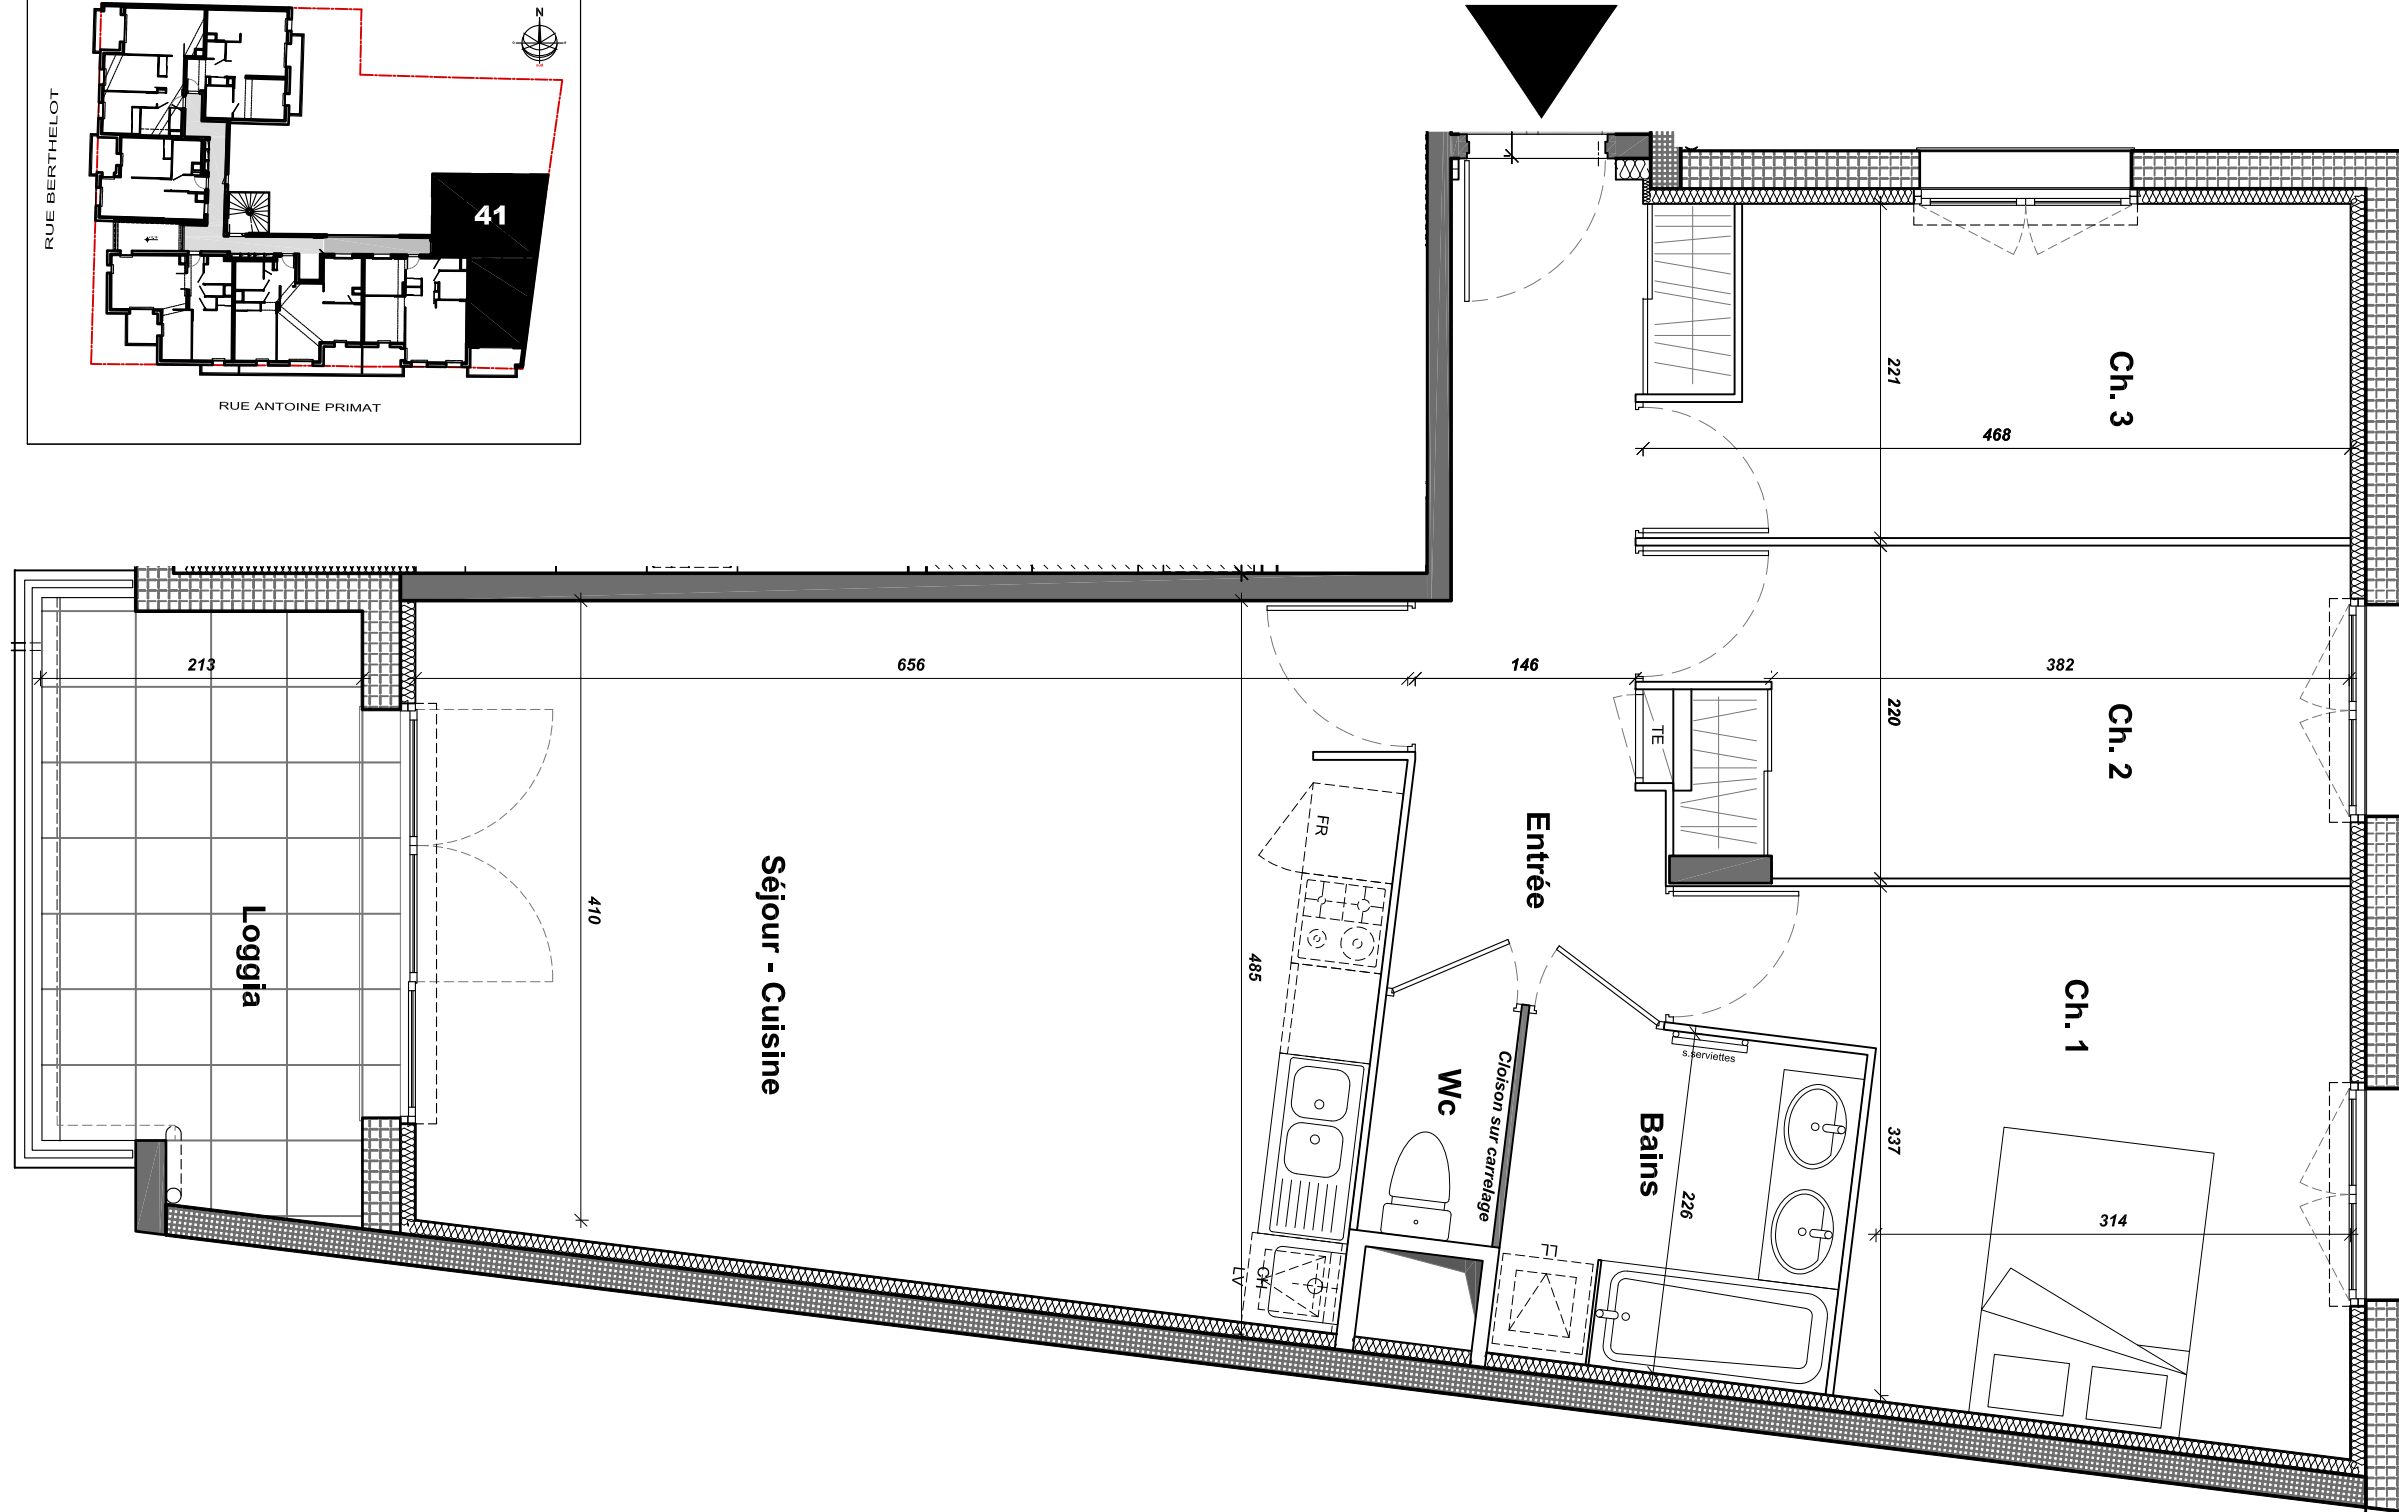 N
RUE BERTHELOT
41
RUE ANTOINE PRIMAT
Ch. 3
221
468
213
656
146
382
TE
220
Ch. 2
FR
Entrée
410
Séjour - Cuisine
485
Loggia
Ch. 1
s.serviettes
Wc
Cloison sur carrelage
Bains
226
337
314
LL
CH
LV